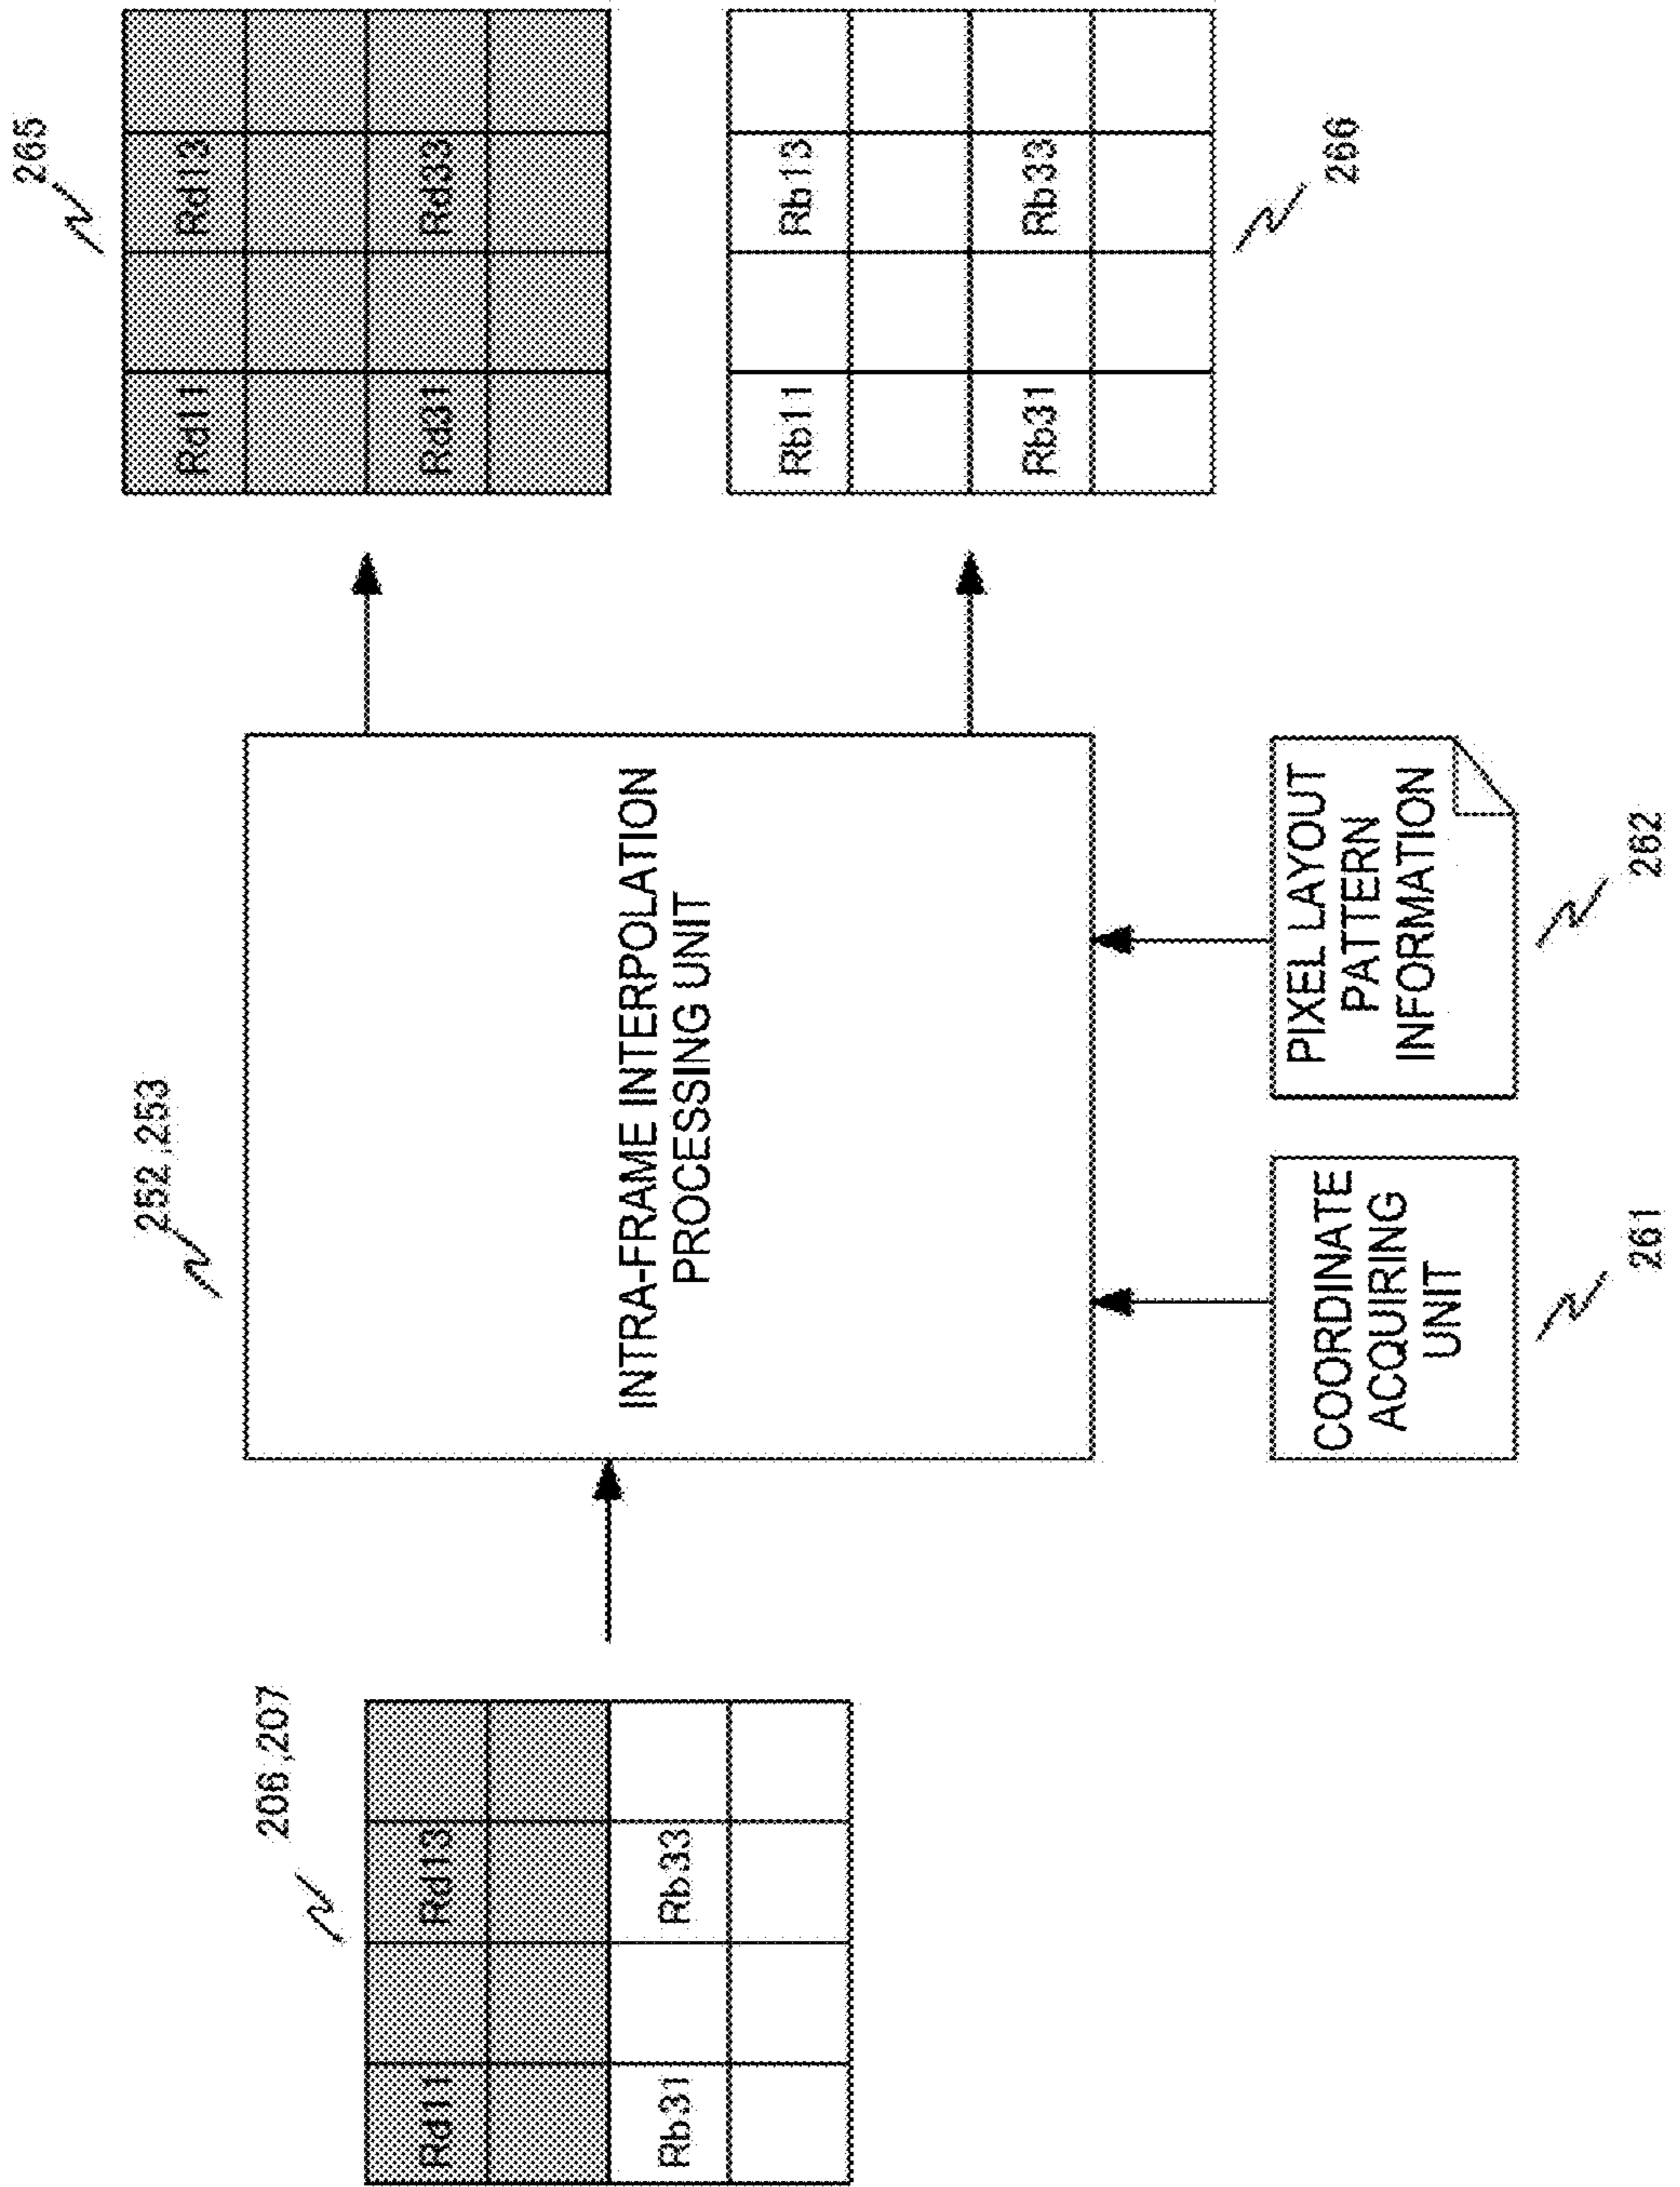 206 ,207
Rd11 Rd13
Rb31 Rb33
252 ,253
INTRA-FRAME INTERPOLATION
PROCESSING UNIT
COORDINATE
ACQUIRING
UNIT
261
PIXEL LAYOUT
PATTERN
INFORMATION
262
265
Rd11 Rd13
Rd31 Rd33
Rb11 Rb13
Rb31 Rb33
266